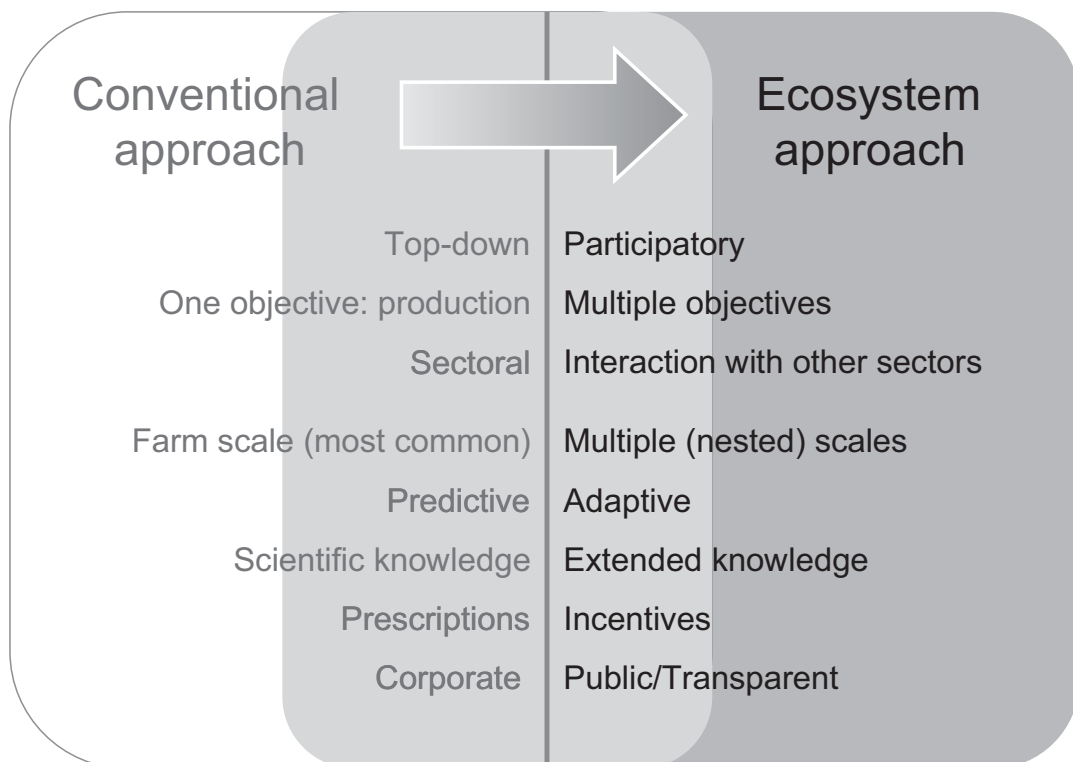 Conventional
approach
Ecosystem
approach
Top-down Participatory
One objective: production Multiple objectives
Sectoral Interaction with other sectors
Farm scale (most common) Multiple (nested) scales
Predictive Adaptive
Scientific knowledge Extended knowledge
Prescriptions Incentives
Corporate Public/Transparent